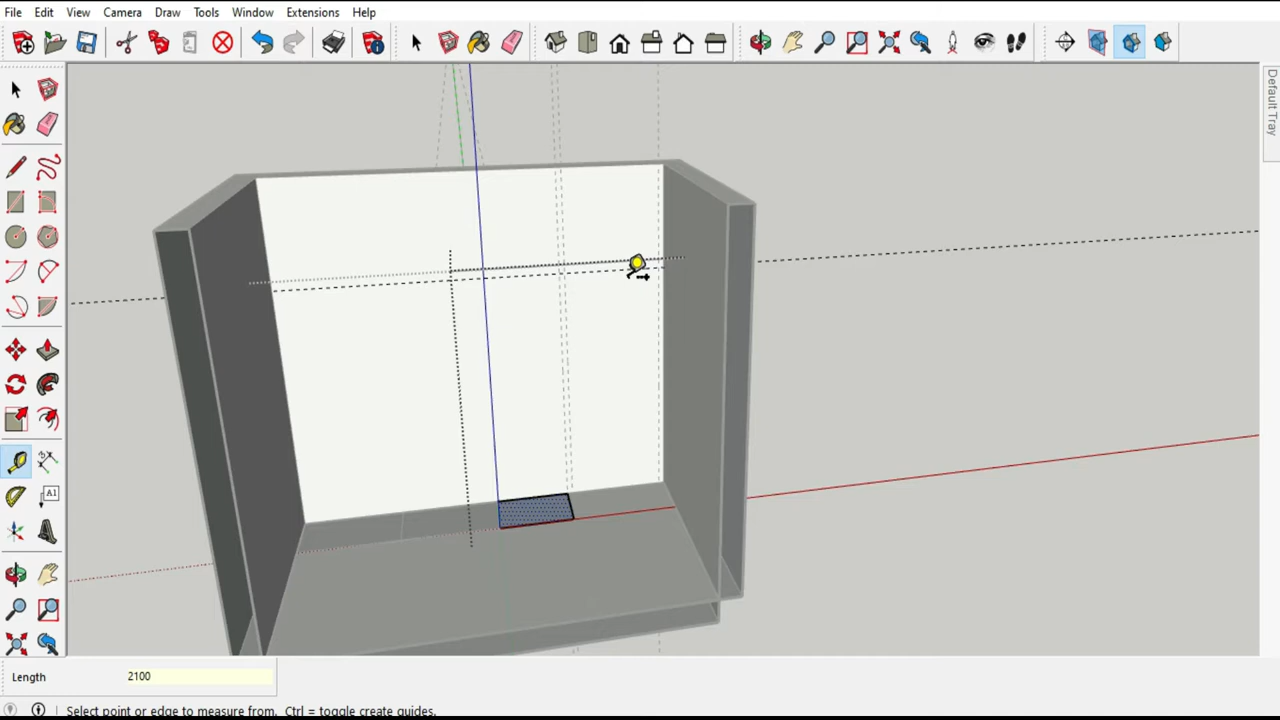 File Edit View Camera Draw Tools Window Extensions Help
Default Tray
A1
Length 2100
Select point or edge to measure from. Ctrl = toggle create guides.